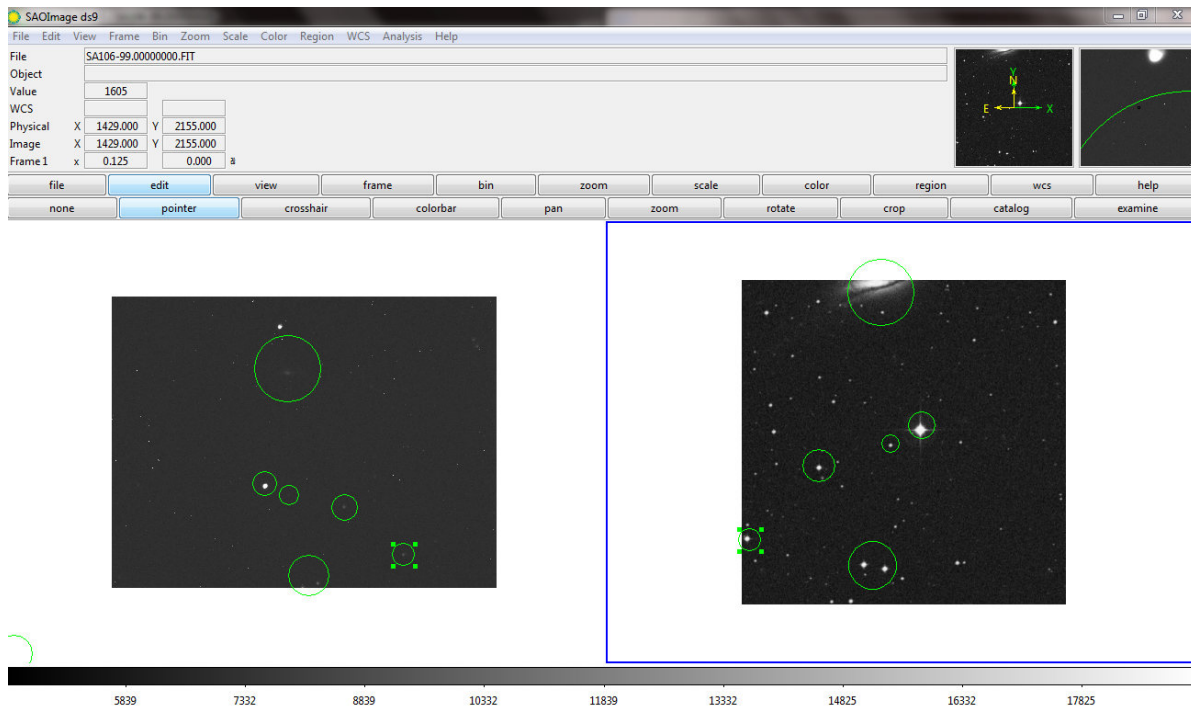 SAOImage ds9
File Edit View Frame Bin Zoom Scale Color Region WCS Analysis Help
File SA106-99.00000000.FIT
Object
Value 1605
WCS
Physical X 1429.000 Y 2155.000
Image X 1429.000 Y 2155.000
Frame 1 x 0.125 0.000 °
Y
N
E X
file edit view frame bin zoom scale color region wcs help
none pointer crosshair colorbar pan zoom rotate crop catalog examine
5839 7332 8839 10332 11839 13332 14825 16332 17825